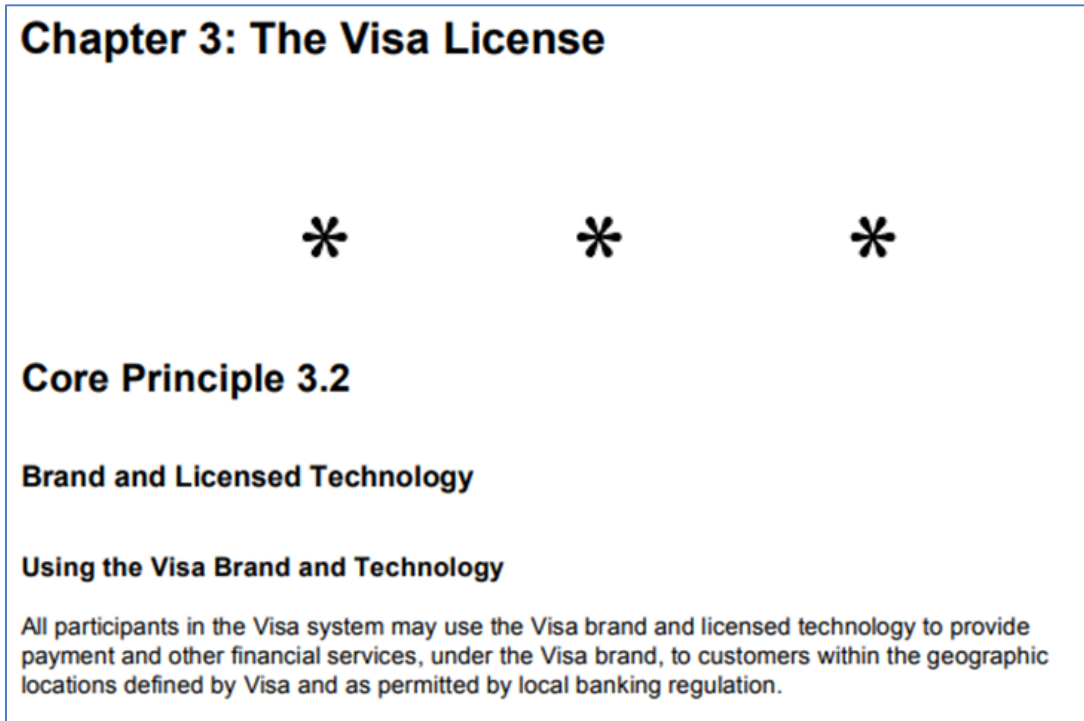 Chapter 3: The Visa License
* * *
Core Principle 3.2
Brand and Licensed Technology
Using the Visa Brand and Technology
All participants in the Visa system may use the Visa brand and licensed technology to provide
payment and other financial services, under the Visa brand, to customers within the geographic
locations defined by Visa and as permitted by local banking regulation.